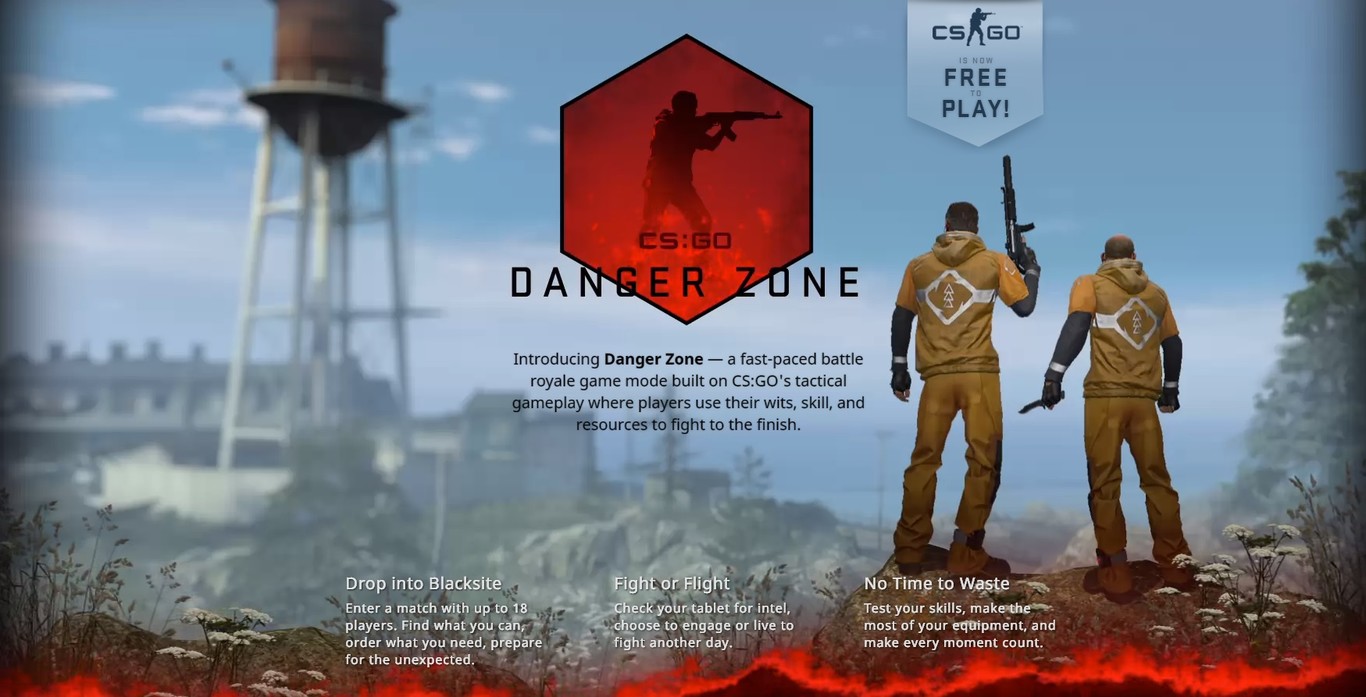 CS GO
IS NOW
FREE
TO
PLAY!
CS:GO
DANGER ZONE
Introducing Danger Zone — a fast-paced battle
royale game mode built on CS:GO's tactical
gameplay where players use their wits, skill, and
resources to fight to the finish.
Drop into Blacksite
Enter a match with up to 18
players. Find what you can,
order what you need, prepare
for the unexpected.
Fight or Flight
Check your tablet for intel,
choose to engage or live to
fight another day.
No Time to Waste
Test your skills, make the
most of your equipment, and
make every moment count.